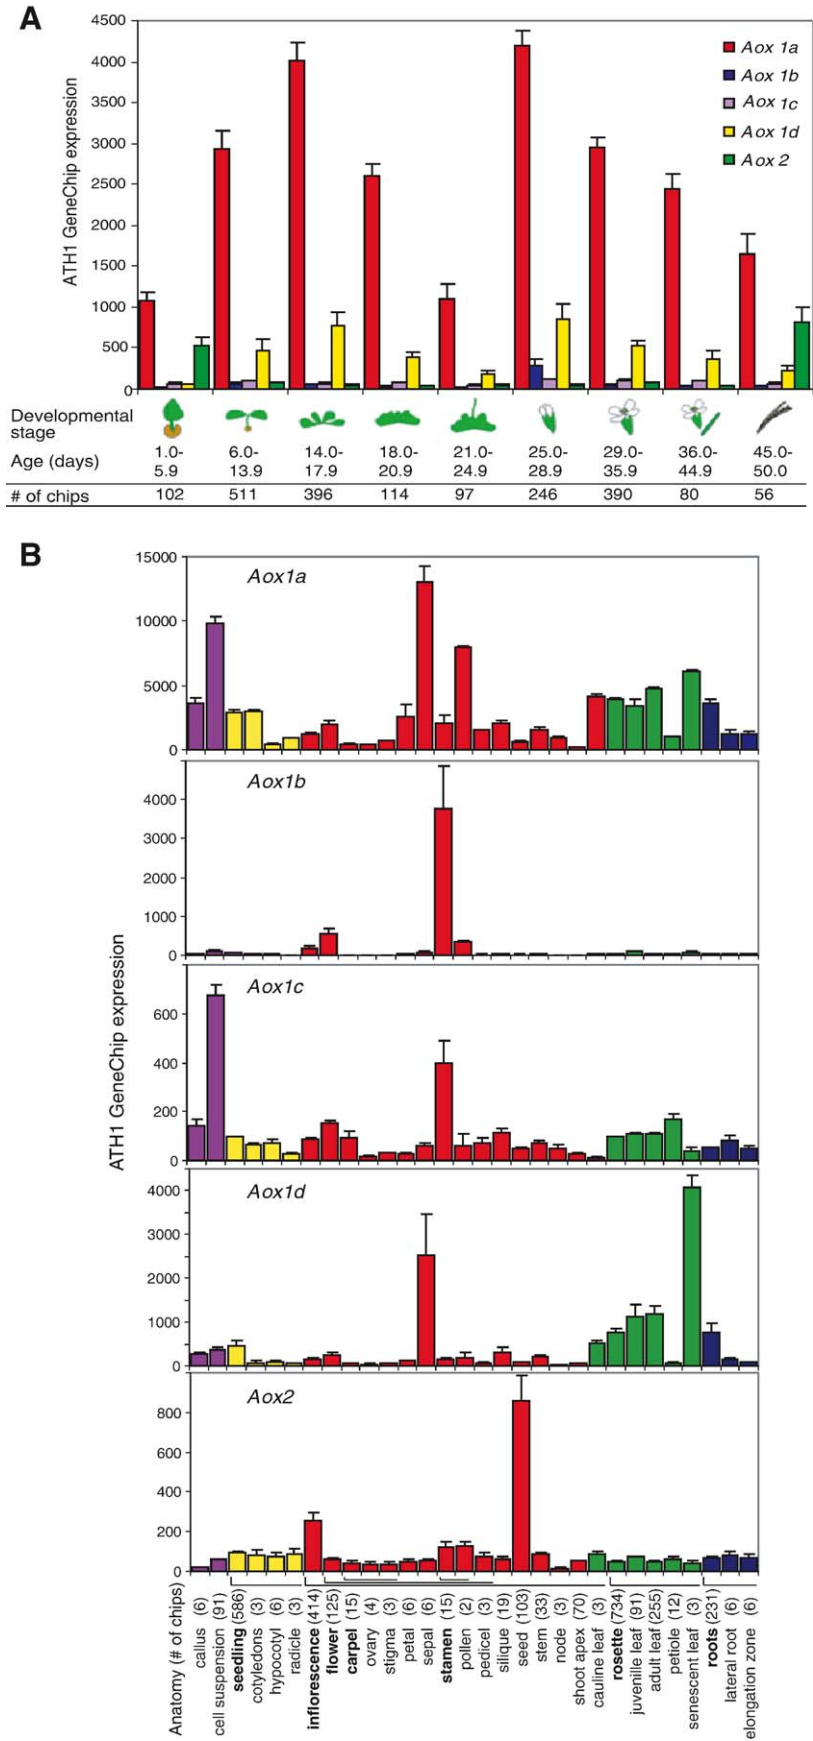 A
4500
4000
3500
3000
2500
2000
1500
1000
500
0
ATH1 GeneChip expression
Aox 1a
Aox 1b
Aox 1c
Aox 1d
Aox 2
Developmental
stage
Age (days)
1.0-
5.9
6.0-
13.9
14.0-
17.9
18.0-
20.9
21.0-
24.9
25.0-
28.9
29.0-
35.9
36.0-
44.9
45.0-
50.0
# of chips 102 511 396 114 97 246 390 80 56
B
ATH1 GeneChip expression
Aox1a
15000
10000
5000
0
Aox1b
4000
3000
2000
1000
0
Aox1c
600
400
200
0
Aox1d
4000
3000
2000
1000
0
Aox2
800
600
400
200
0
Anatomy (# of chips)
callus (6)
cell suspension (91)
seedling (586)
cotyledons (3)
hypocotyl (6)
radicle (3)
inflorescence (414)
flower (125)
carpel (15)
ovary (4)
stigma (3)
petal (6)
sepal (6)
stamen (15)
pollen (2)
pedicel (3)
silique (19)
seed (103)
stem (33)
node (3)
shoot apex (70)
cauline leaf (3)
rosette (734)
juvenille leaf (91)
adult leaf (255)
petiole (12)
senescent leaf (3)
roots (231)
lateral root (6)
elongation zone (6)